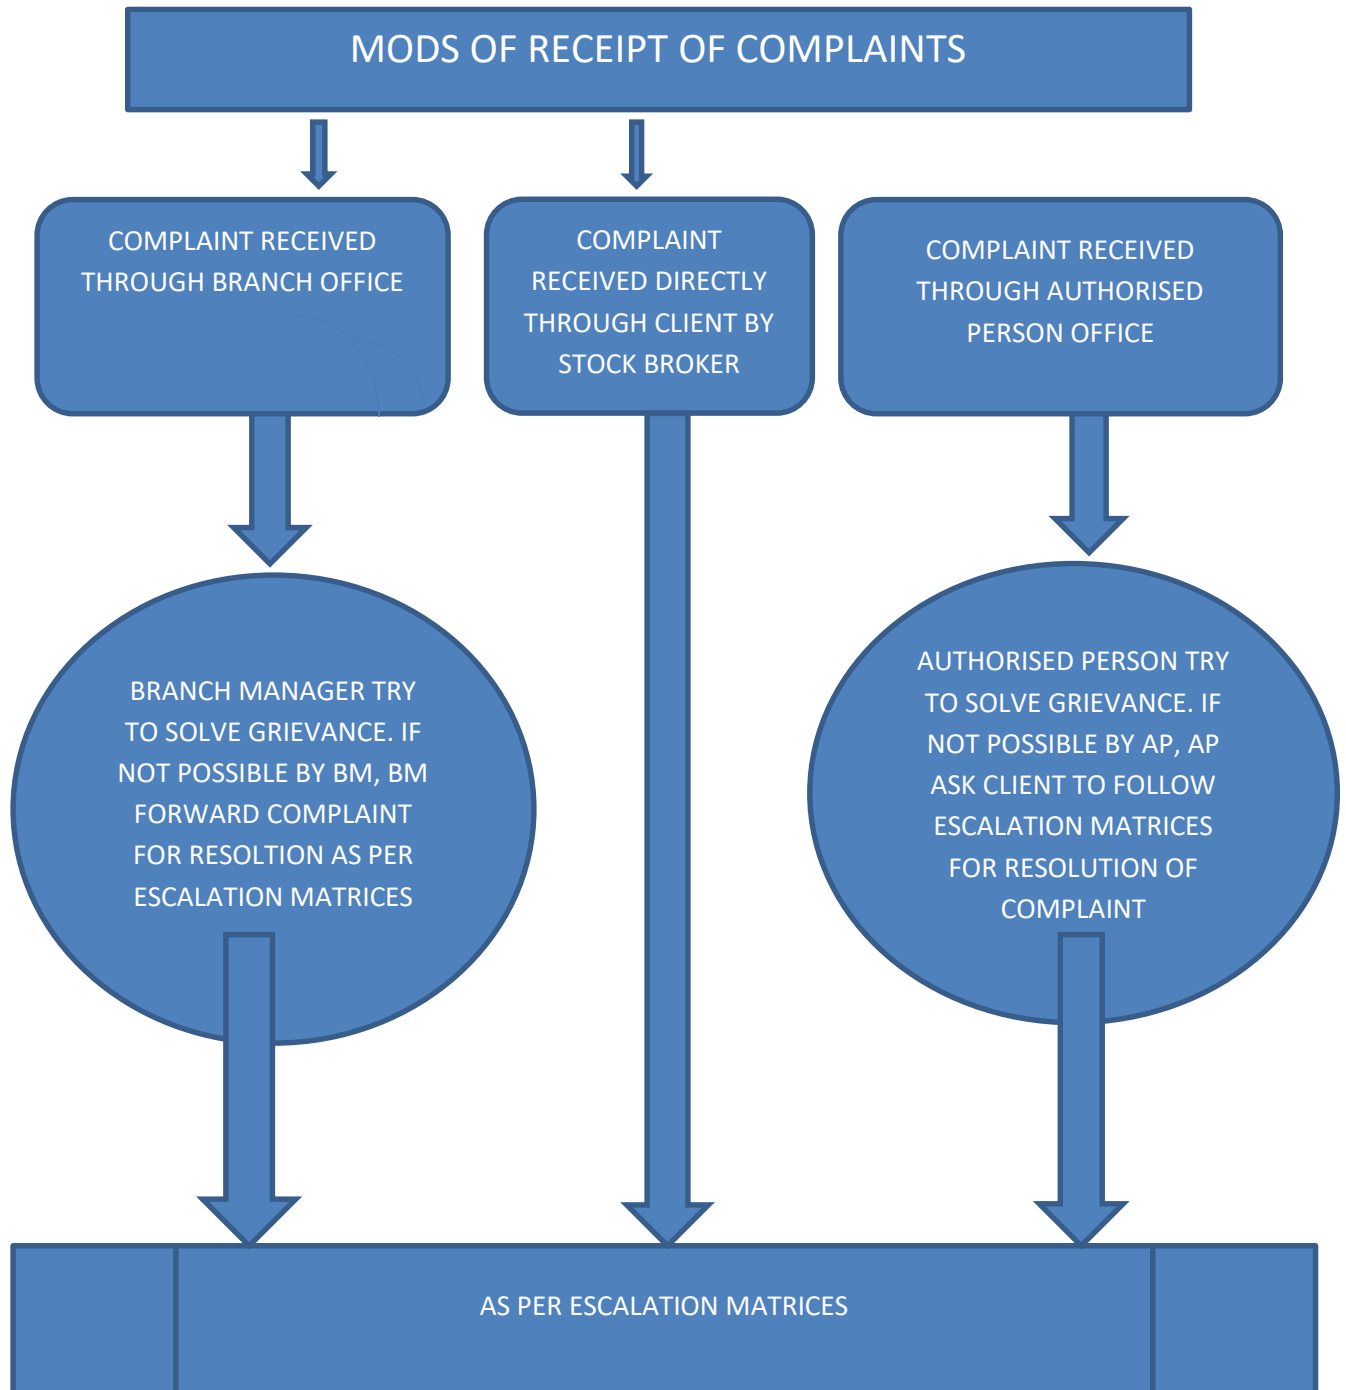 MODS OF RECEIPT OF COMPLAINTS
COMPLAINT RECEIVED
THROUGH BRANCH OFFICE
COMPLAINT
RECEIVED DIRECTLY
THROUGH CLIENT BY
STOCK BROKER
COMPLAINT RECEIVED
THROUGH AUTHORISED
PERSON OFFICE
BRANCH MANAGER TRY
TO SOLVE GRIEVANCE. IF
NOT POSSIBLE BY BM, BM
FORWARD COMPLAINT
FOR RESOLTION AS PER
ESCALATION MATRICES
AUTHORISED PERSON TRY
TO SOLVE GRIEVANCE. IF
NOT POSSIBLE BY AP, AP
ASK CLIENT TO FOLLOW
ESCALATION MATRICES
FOR RESOLUTION OF
COMPLAINT
AS PER ESCALATION MATRICES